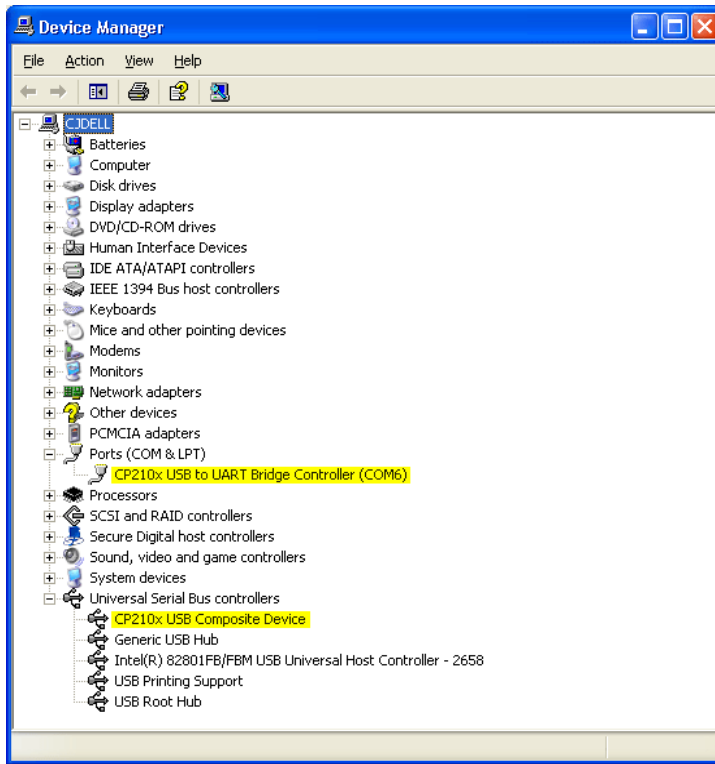 Device Manager
File Action View Help
CJDELL
Batteries
Computer
Disk drives
Display adapters
DVD/CD-ROM drives
Human Interface Devices
IDE ATA/ATAPI controllers
IEEE 1394 Bus host controllers
Keyboards
Mice and other pointing devices
Modems
Monitors
Network adapters
Other devices
PCMCIA adapters
Ports (COM & LPT)
CP210x USB to UART Bridge Controller (COM6)
Processors
SCSI and RAID controllers
Secure Digital host controllers
Sound, video and game controllers
System devices
Universal Serial Bus controllers
CP210x USB Composite Device
Generic USB Hub
Intel(R) 82801FB/FBM USB Universal Host Controller - 2658
USB Printing Support
USB Root Hub